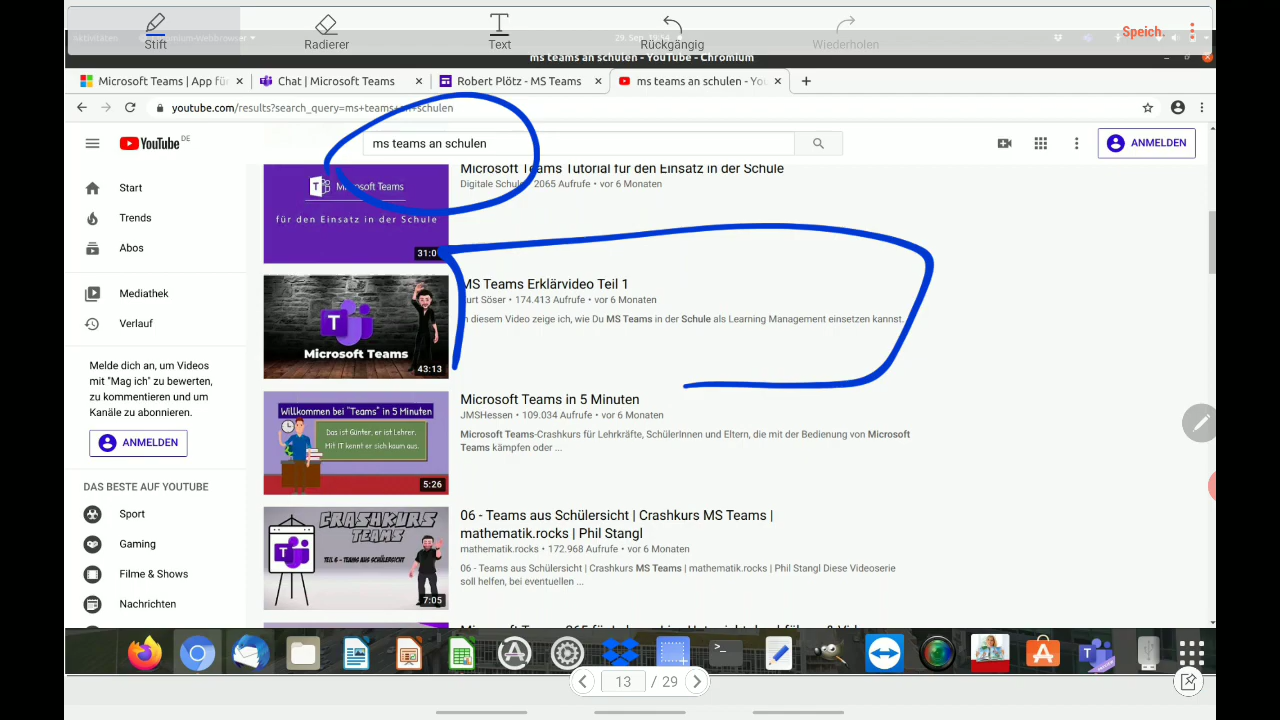 Stift
Radierer
Text
Rückgängig
Wiederholen
Speich.
ms teams an schulen - YouTube - Chromium
Microsoft Teams | App für
Chat | Microsoft Teams
Robert Plötz - MS Teams
ms teams an schulen - You
youtube.com/results?search_query=ms+teams+an+schulen
YouTube DE
ms teams an schulen
ANMELDEN
Start
Trends
Abos
Mediathek
Verlauf
Melde dich an, um Videos
mit "Mag ich" zu bewerten,
zu kommentieren und um
Kanäle zu abonnieren.
ANMELDEN
DAS BESTE AUF YOUTUBE
Sport
Gaming
Filme & Shows
Nachrichten
Microsoft Teams
für den Einsatz in der Schule
31:0
Microsoft Teams Tutorial für den Einsatz in der Schule
Digitale Schule 2065 Aufrufe • vor 6 Monaten
Microsoft Teams
43:13
MS Teams Erklärvideo Teil 1
Kurt Söser • 174.413 Aufrufe • vor 6 Monaten
In diesem Video zeige ich, wie Du MS Teams in der Schule als Learning Management einsetzen kannst.
Willkommen bei "Teams" in 5 Minuten
Das ist Günter, er ist Lehrer.
Mit IT kennt er sich kaum aus.
5:26
Microsoft Teams in 5 Minuten
JMSHessen • 109.034 Aufrufe • vor 6 Monaten
Microsoft Teams-Crashkurs für Lehrkräfte, SchülerInnen und Eltern, die mit der Bedienung von Microsoft
Teams kämpfen oder ...
CRASHKURS
TEAMS
TEIL 6 - TEAMS AUS SCHÜLERSICHT
7:05
06 - Teams aus Schülersicht | Crashkurs MS Teams |
mathematik.rocks | Phil Stangl
mathematik.rocks • 172.968 Aufrufe • vor 6 Monaten
06 - Teams aus Schülersicht | Crashkurs MS Teams | mathematik.rocks | Phil Stangl Diese Videoserie
soll helfen, bei eventuellen ...
13 / 29